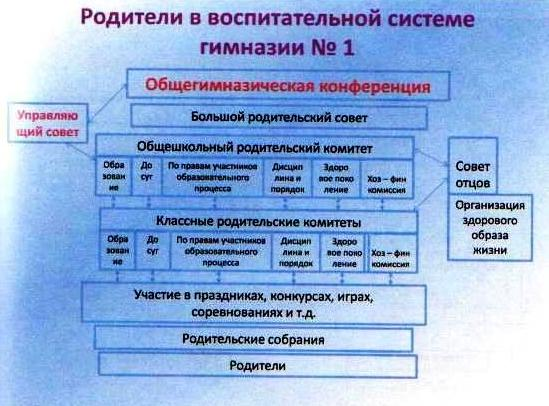 Родители в воспитательной системе
гимназии № 1
Общегимназическая конференция
Управляю
щий совет
Большой родительский совет
Общешкольный родительский комитет
Обра
зован
ие
До
суг
По правам участников
образовательного
процесса
Дисцип
лина и
порядок
Здоро
вое поко
ление
Хоз – фин
комиссия
Совет
отцов
Организация
здорового
образа
жизни
Классные родительские комитеты
Обра
зован
ие
До
суг
По правам участников
образовательного
процесса
Дисцип
лина и
порядок
Здоро
вое поко
ление
Хоз – фин
комиссия
Участие в праздниках, конкурсах, играх,
соревнованиях и т.д.
Родительские собрания
Родители